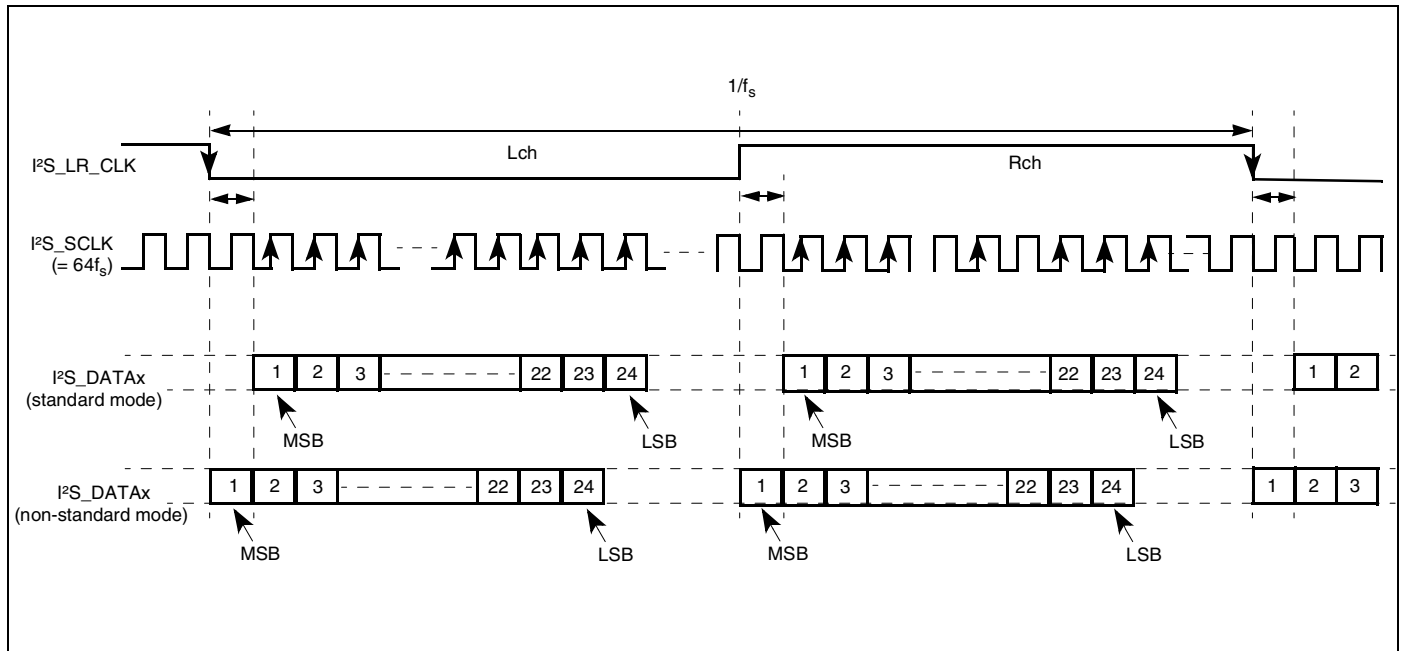 1/fs
I²S_LR_CLK
Lch
Rch
I²S_SCLK
(= 64fs)
I²S_DATAx
(standard mode)
1 2 3 22 23 24
1 2 3 22 23 24
1 2
MSB
LSB
MSB
LSB
I²S_DATAx
(non-standard mode)
1 2 3 22 23 24
1 2 3 22 23 24
1 2 3
MSB
LSB
MSB
LSB